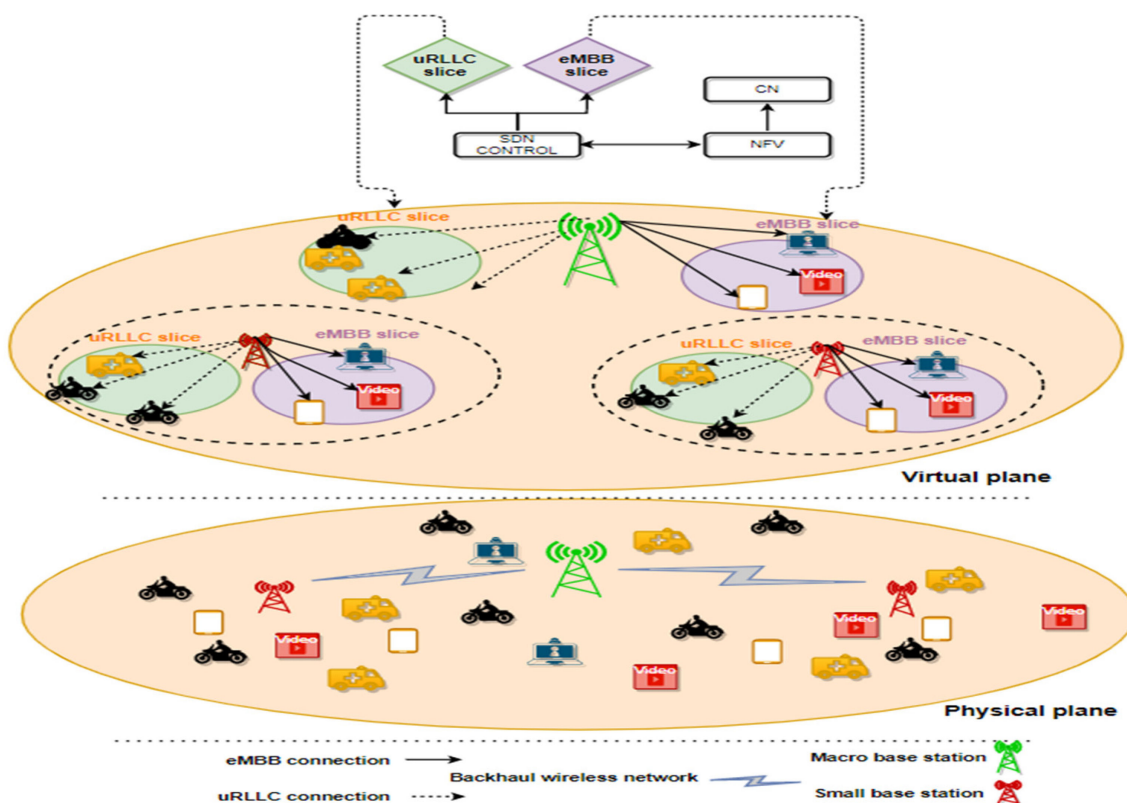 uRLLC
slice
eMBB
slice
CN
SDN
CONTROL
NFV
uRLLC slice
eMBB slice
Video
uRLLC slice
eMBB slice
Video
uRLLC slice
eMBB slice
Video
Virtual plane
Video
Video
Video
Video
Physical plane
eMBB connection
Backhaul wireless network
Macro base station
uRLLC connection
Small base station